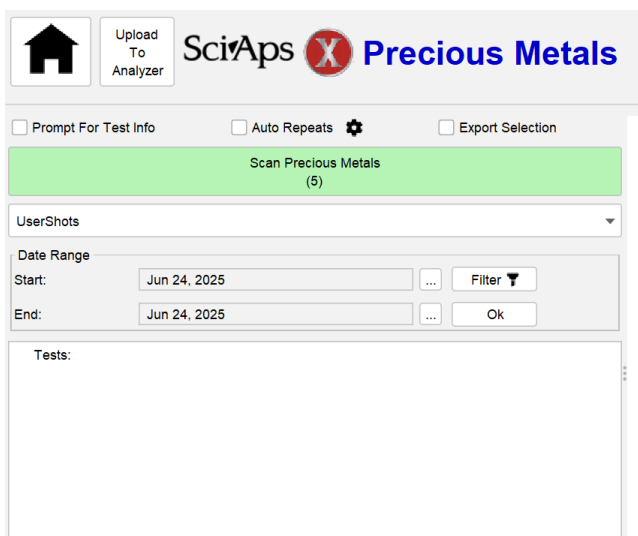 Upload
To
Analyzer
SciAps X Precious Metals
Prompt For Test Info Auto Repeats Export Selection
Scan Precious Metals
(5)
UserShots
Date Range
Start: Jun 24, 2025 ... Filter
End: Jun 24, 2025 ... Ok
Tests: